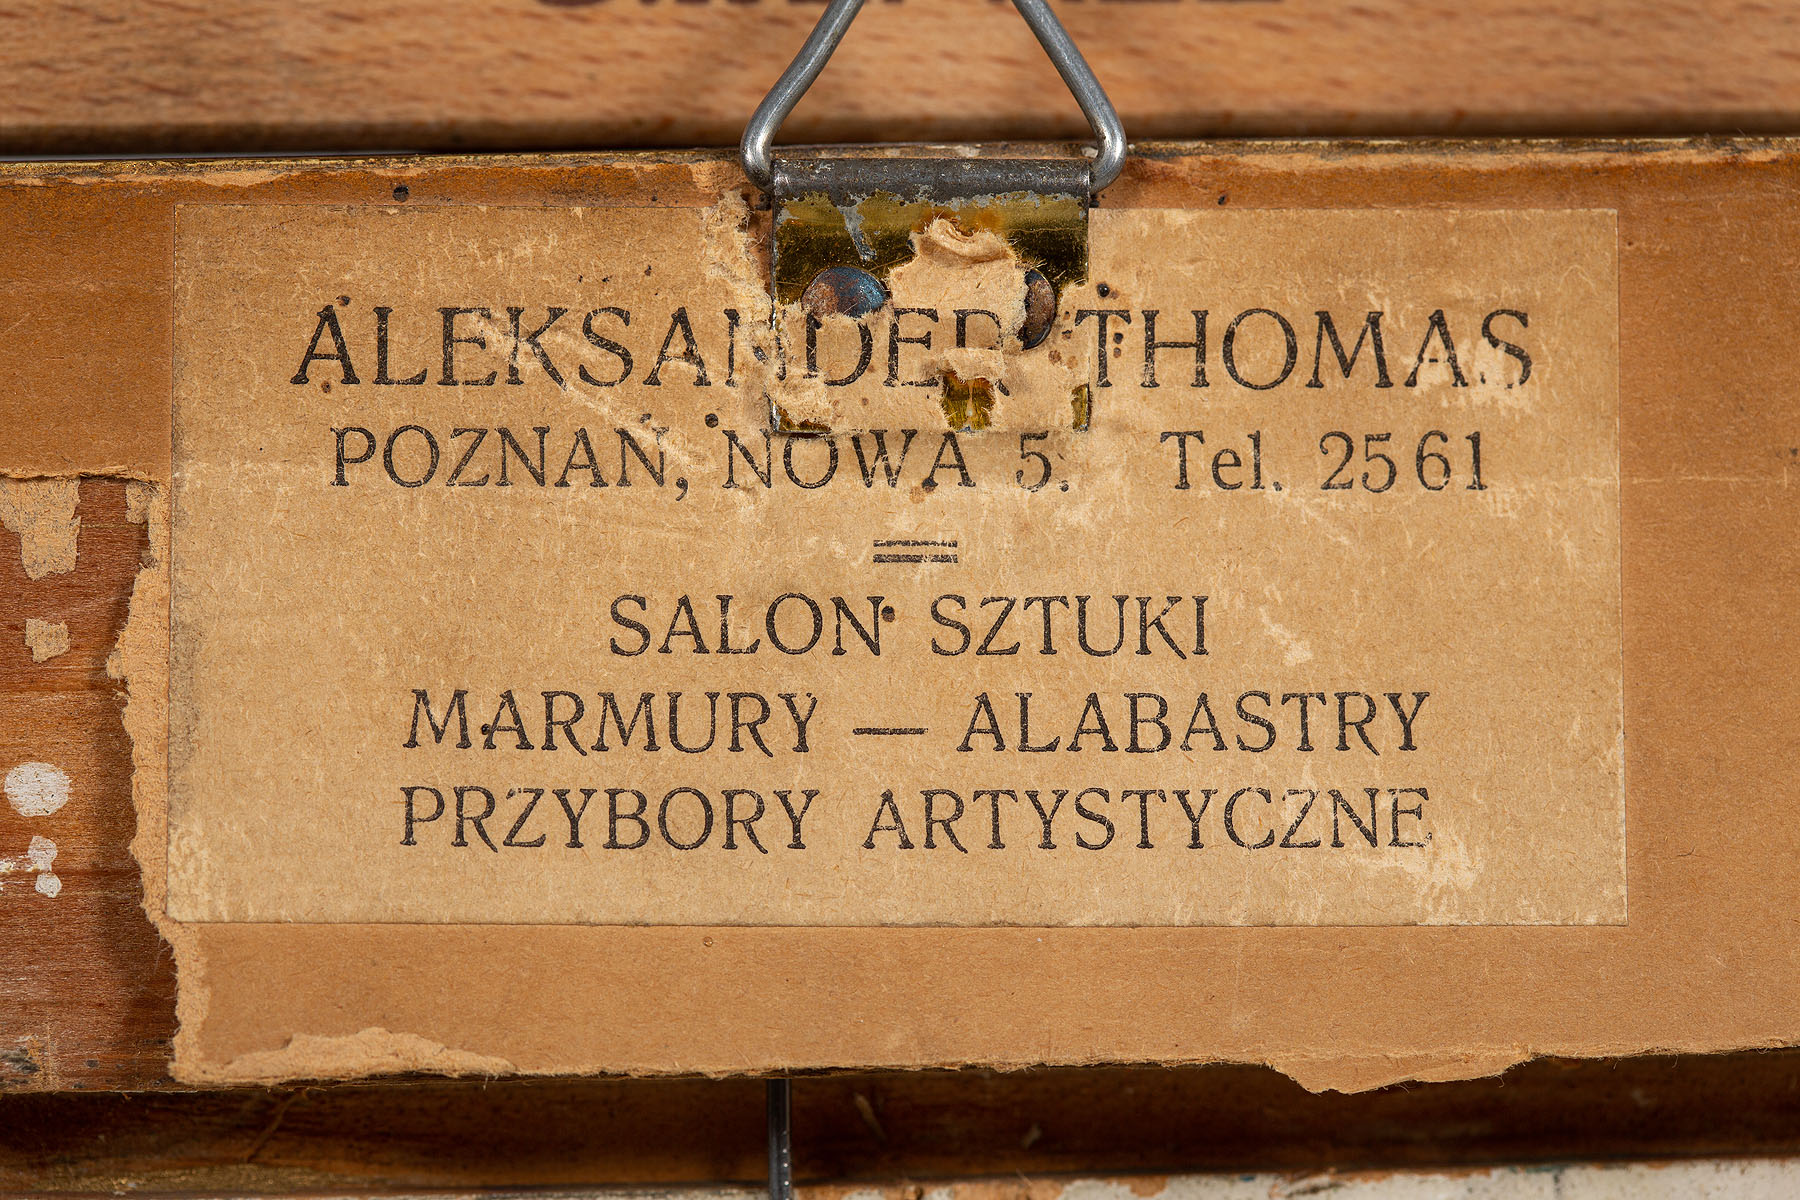 ALEKSANDER THOMAS
POZNAŃ, NOWA 5. Tel. 2561
SALON SZTUKI
MARMURY — ALABASTRY
PRZYBORY ARTYSTYCZNE